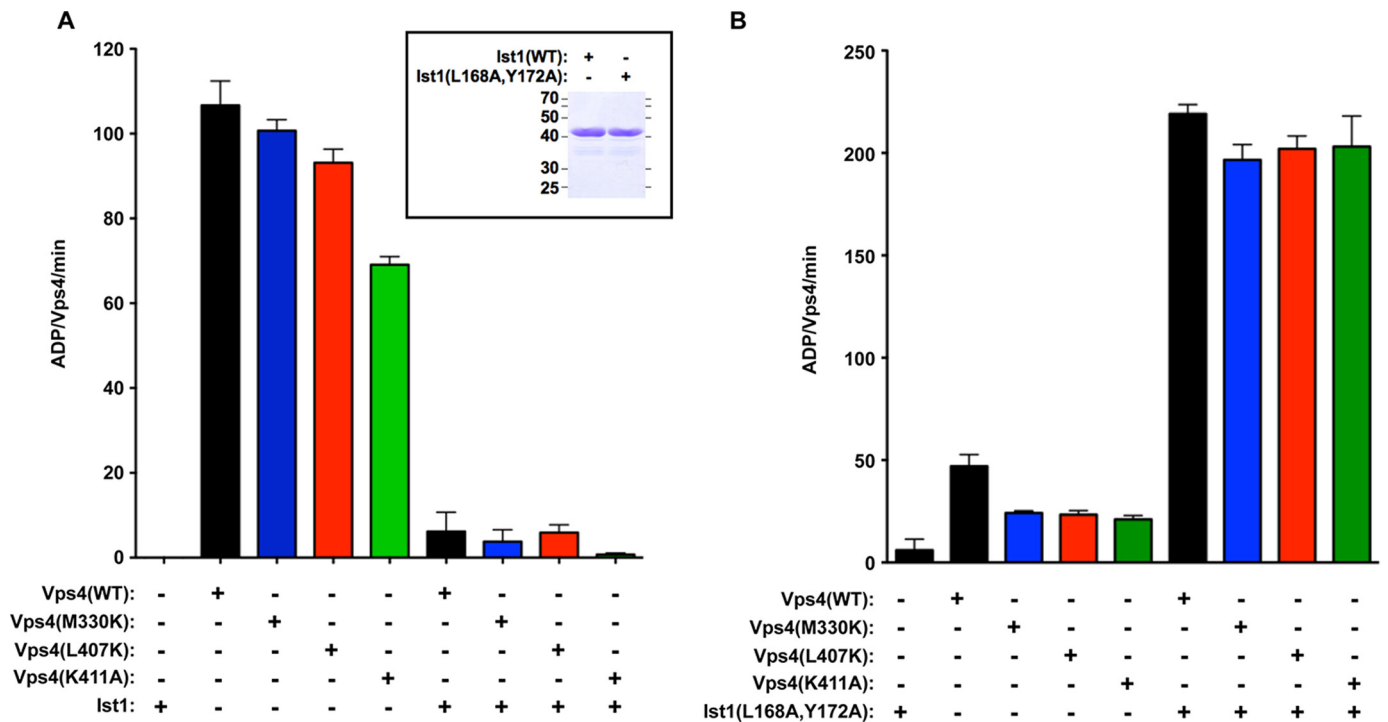 A
120
100
80
60
40
20
0
ADP/Vps4/min
Ist1(WT): + -
Ist1(L168A,Y172A): - +
70
50
40
30
25
Vps4(WT): - + - - - + - - -
Vps4(M330K): - - + - - - + - -
Vps4(L407K): - - - + - - - + -
Vps4(K411A): - - - - + - - - +
Ist1: + - - - - + + + +
B
250
200
150
100
50
0
ADP/Vps4/min
Vps4(WT): - + - - - + - - -
Vps4(M330K): - - + - - - + - -
Vps4(L407K): - - - + - - - + -
Vps4(K411A): - - - - + - - - +
Ist1(L168A,Y172A): + - - - - + + + +